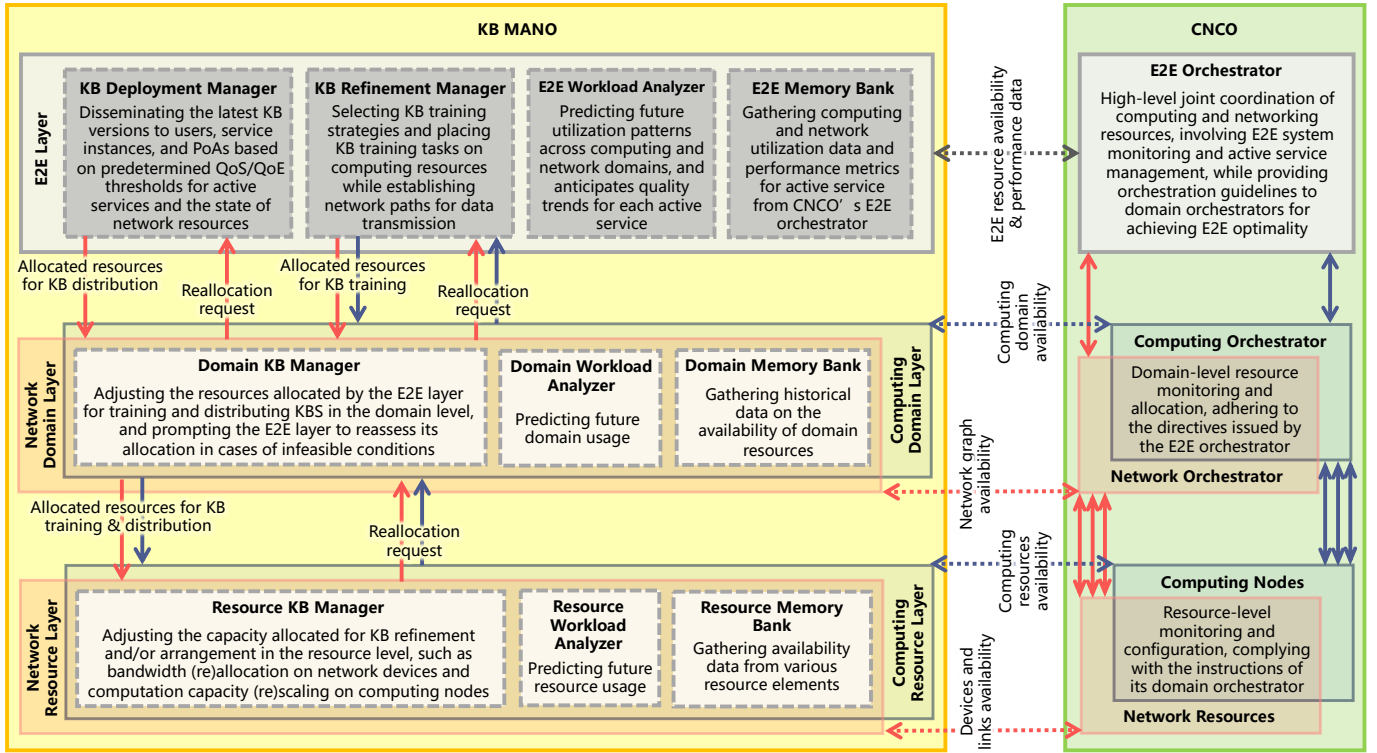 KB MANO
E2E Layer
KB Deployment Manager
Disseminating the latest KB
versions to users, service
instances, and PoAs based
on predetermined QoS/QoE
thresholds for active
services and the state of
network resources
KB Refinement Manager
Selecting KB training
strategies and placing
KB training tasks on
computing resources
while establishing
network paths for data
transmission
E2E Workload Analyzer
Predicting future
utilization patterns
across computing and
network domains, and
anticipates quality
trends for each active
service
E2E Memory Bank
Gathering computing
and network
utilization data and
performance metrics
for active service
from CNCO’s E2E
orchestrator
Allocated resources
for KB distribution
Reallocation
request
Allocated resources
for KB training
Reallocation
request
Network
Domain Layer
Domain KB Manager
Adjusting the resources allocated by the E2E layer
for training and distributing KBS in the domain level,
and prompting the E2E layer to reassess its
allocation in cases of infeasible conditions
Domain Workload
Analyzer
Predicting future
domain usage
Domain Memory Bank
Gathering historical
data on the
availability of domain
resources
Computing
Domain Layer
Allocated resources for KB
training & distribution
Reallocation
request
Network
Resource Layer
Resource KB Manager
Adjusting the capacity allocated for KB refinement
and/or arrangement in the resource level, such as
bandwidth (re)allocation on network devices and
computation capacity (re)scaling on computing nodes
Resource
Workload
Analyzer
Predicting future
resource usage
Resource Memory
Bank
Gathering availability
data from various
resource elements
Computing
Resource Layer
E2E resource availability
& performance data
Computing
domain
availability
Network graph
availability
Computing
resources
availability
Devices and
links availability
CNCO
E2E Orchestrator
High-level joint coordination of
computing and networking
resources, involving E2E system
monitoring and active service
management, while providing
orchestration guidelines to
domain orchestrators for
achieving E2E optimality
Computing Orchestrator
Domain-level resource
monitoring and
allocation, adhering to
the directives issued by
the E2E orchestrator
Network Orchestrator
Computing Nodes
Resource-level
monitoring and
configuration, complying
with the instructions of
its domain orchestrator
Network Resources